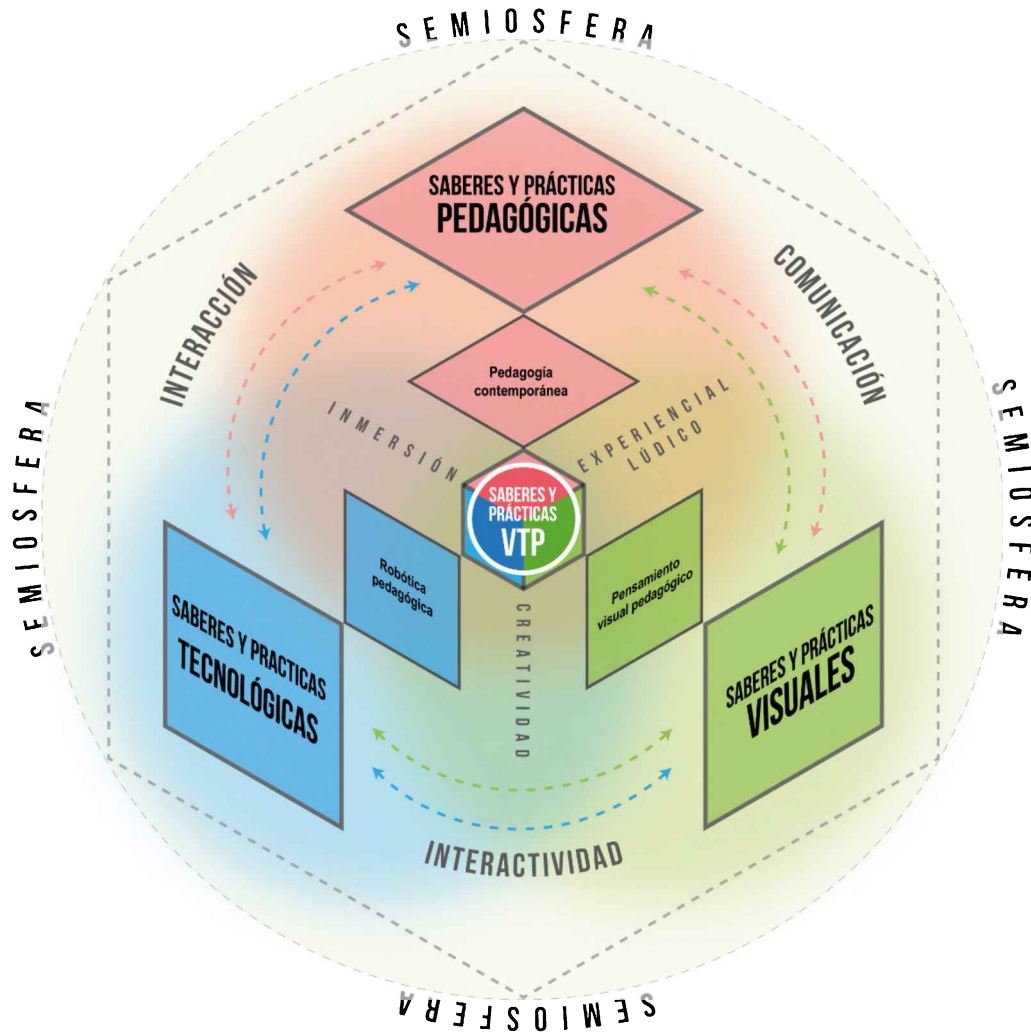 SEMIOSFERA
SABERES Y PRÁCTICAS
PEDAGÓGICAS
INTERACCIÓN
COMUNICACIÓN
Pedagogía
contemporánea
INMERSIÓN
EXPERIENCIAL
LÚDICO
SEMIOSFERA
SEMIOSFERA
SABERES Y
PRÁCTICAS
VTP
Robótica
pedagógica
Pensamiento
visual pedagógico
CREATIVIDAD
SABERES Y PRACTICAS
TECNOLÓGICAS
SABERES Y PRÁCTICAS
VISUALES
INTERACTIVIDAD
SEMIOSFERA